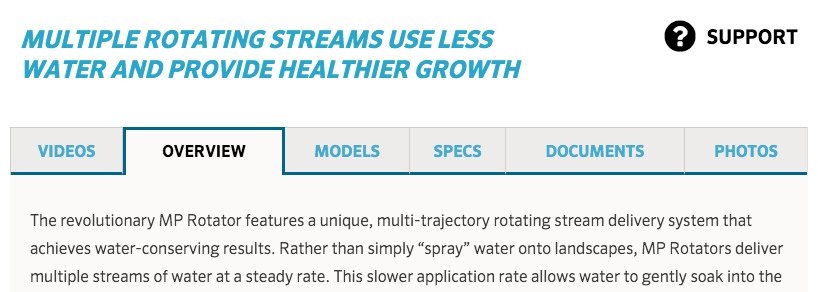 MULTIPLE ROTATING STREAMS USE LESS
WATER AND PROVIDE HEALTHIER GROWTH
? SUPPORT
VIDEOS OVERVIEW MODELS SPECS DOCUMENTS PHOTOS
The revolutionary MP Rotator features a unique, multi-trajectory rotating stream delivery system that
achieves water-conserving results. Rather than simply “spray” water onto landscapes, MP Rotators deliver
multiple streams of water at a steady rate. This slower application rate allows water to gently soak into the